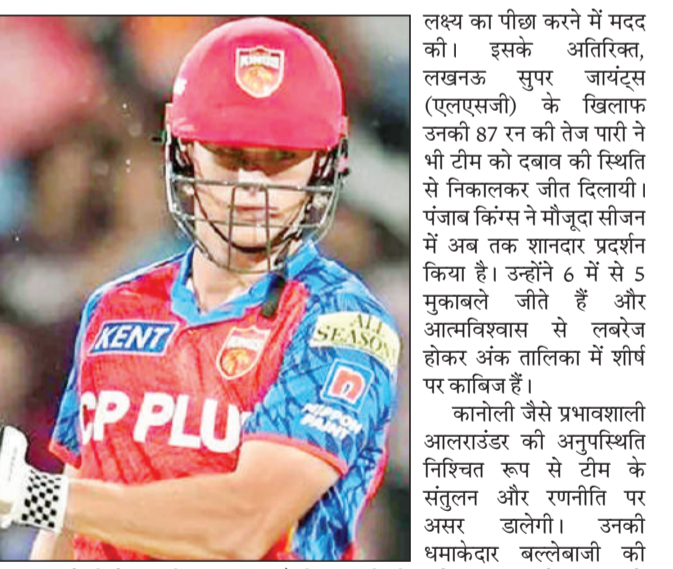 KINGS
KENT
KINGS
ALL
SEASON
CP PLU
n
NIPPON
PAINT
लक्ष्य का पीछा करने में मदद
की। इसके अतिरिक्त,
लखनऊ सुपर जायंट्स
(एलएसजी) के खिलाफ
उनकी 87 रन की तेज पारी ने
भी टीम को दबाव की स्थिति
से निकालकर जीत दिलायी।
पंजाब किंग्स ने मौजूदा सीजन
में अब तक शानदार प्रदर्शन
किया है। उन्होंने 6 में से 5
मुकाबले जीते हैं और
आत्मविश्वास से लबरेज
होकर अंक तालिका में शीर्ष
पर काबिज हैं।
कानोली जैसे प्रभावशाली
आलराउंडर की अनुपस्थिति
निश्चित रूप से टीम के
संतुलन और रणनीति पर
असर डालेगी। उनकी
धमाकेदार बल्लेबाजी की